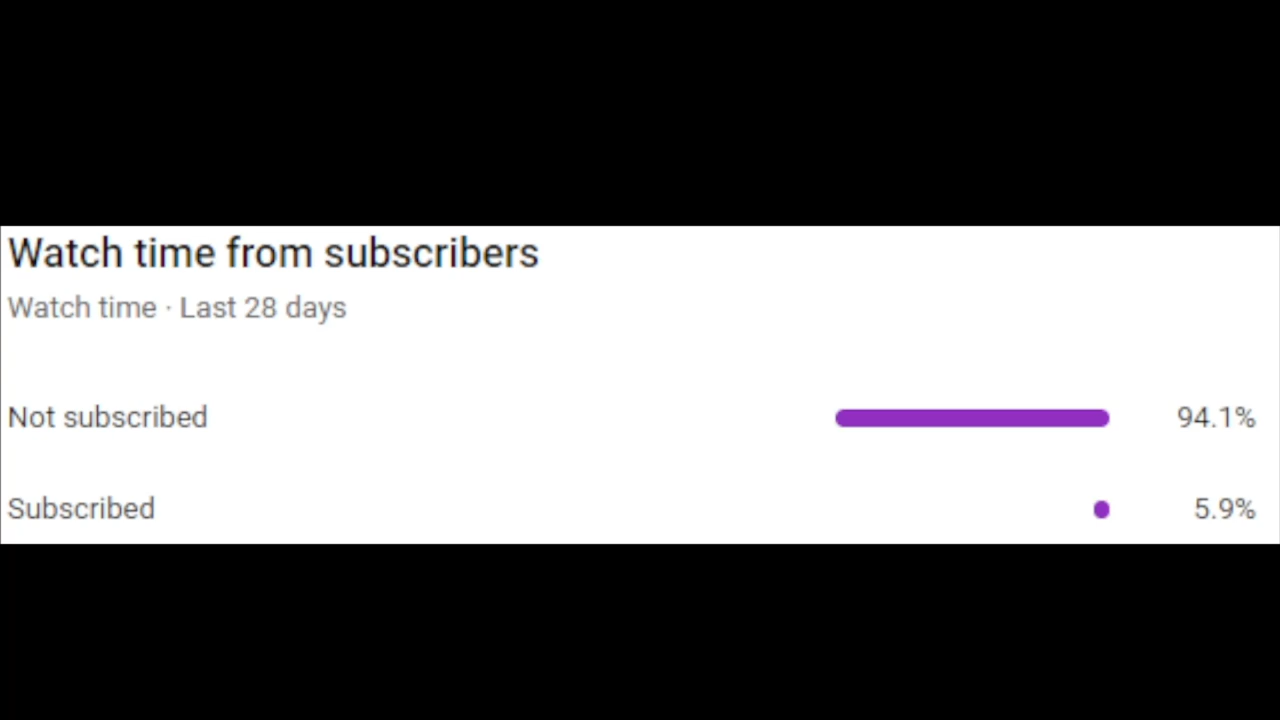 Watch time from subscribers
Watch time · Last 28 days
Not subscribed 94.1%
Subscribed 5.9%